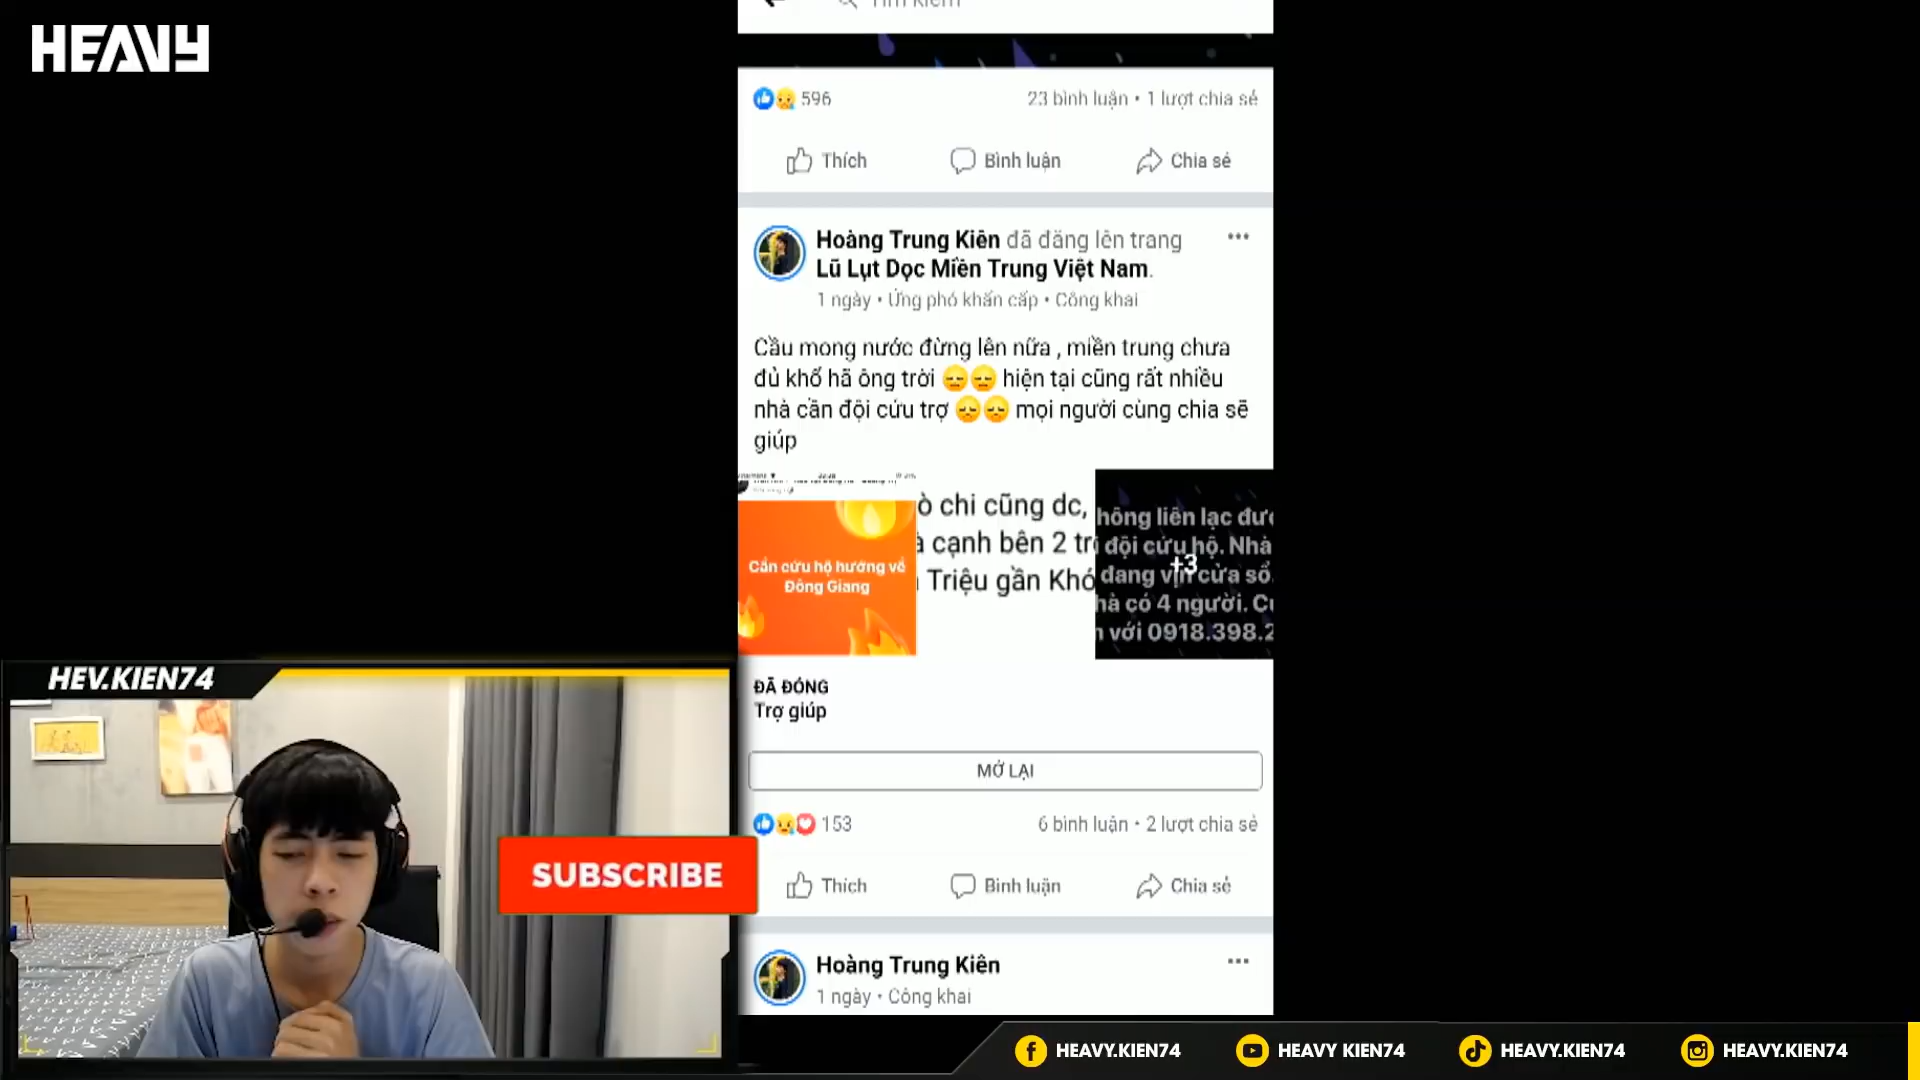 HEAVY
Tìm kiếm
596
23 bình luận • 1 lượt chia sẻ
Thích
Bình luận
Chia sẻ
Hoàng Trung Kiên đã đăng lên trang
Lũ Lụt Dọc Miền Trung Việt Nam.
1 ngày • Ứng phó khẩn cấp • Công khai
Cầu mong nước đừng lên nữa , miền trung chưa
đủ khổ hã ông trời 😔😔 hiện tại cũng rất nhiều
nhà cần đội cứu trợ 😔😔 mọi người cùng chia sẽ
giúp
Cần cứu hộ hướng về
Đông Giang
ò chi cũng dc,
cạnh bên 2 tr
Triệu gần Khó
hông liên lạc đư
đội cứu hộ. Nhà
+3
đang vịn cửa sổ.
hà có 4 người. C
với 0918.398.2
ĐÃ ĐÓNG
Trợ giúp
MỞ LẠI
153
6 bình luận • 2 lượt chia sẻ
Thích
Bình luận
Chia sẻ
Hoàng Trung Kiên
1 ngày • Công khai
HEV.KIEN74
SUBSCRIBE
HEAVY.KIEN74
HEAVY KIEN74
HEAVY.KIEN74
HEAVY.KIEN74